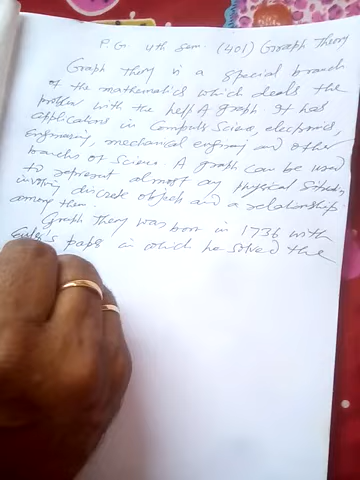 P.G. 4th Sem. (401) Graph Theory
Graph Theory is a special branch
of the mathematics which deals the
problem with the help of graph. It has
applications in Computer Science, electronics,
Engineering, mechanical engineering and other
branches of Science. A graph can be used
to represent almost any physical situation
involving discrete objects and a relationship
among them.
Graph Theory was born in 1736 with
Euler's paper in which he solved the